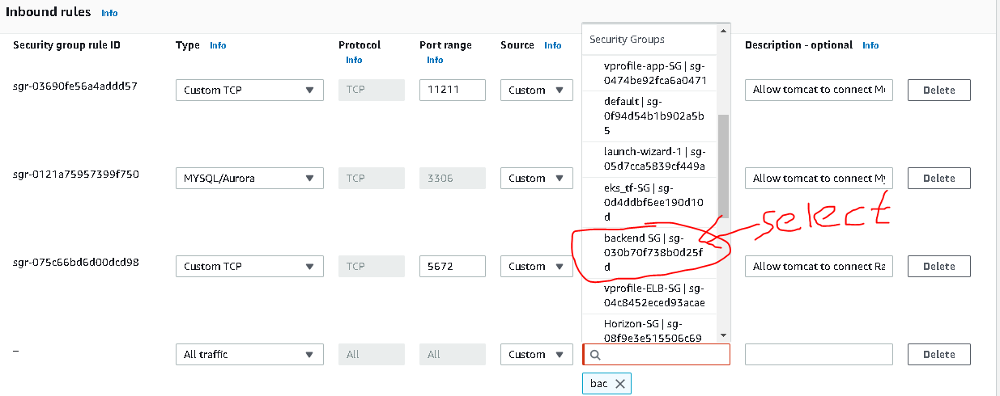 Inbound rules Info
Security group rule ID
Type Info
Protocol
Info
Port range
Info
Source Info
Description - optional Info
Security Groups
sgr-03690fe56a4addd57
Custom TCP
TCP
11211
Custom
vprofile-app-SG | sg-
0474be92fca6a0471
Allow tomcat to connect M
Delete
default | sg-
0f94d54b1b902a5b
5
launch-wizard-1 | sg-
05d7cca5839cf449a
sgr-0121a75957399f750
MYSQL/Aurora
TCP
3306
Custom
Allow tomcat to connect My
Delete
eks_tf-SG | sg-
0d4ddbf6ee190d10
d
select
backend SG | sg-
030b70f738b0d25f
d
sgr-075c66bd6d00dcd98
Custom TCP
TCP
5672
Custom
Allow tomcat to connect Ra
Delete
vprofile-ELB-SG | sg-
04c8452eced93acae
Horizon-SG | sg-
08f9e3e515506c69
–
All traffic
All
All
Custom
Delete
bac